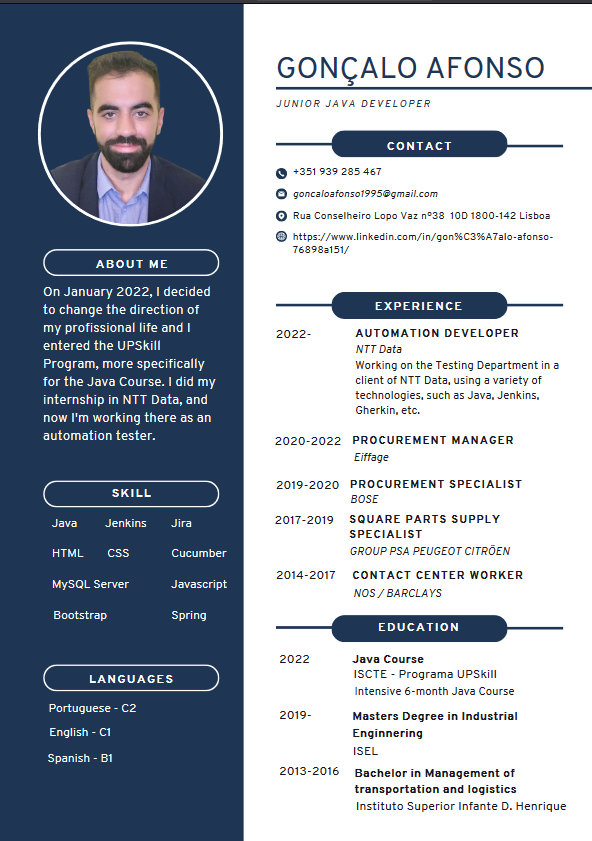 GONÇALO AFONSO
JUNIOR JAVA DEVELOPER
ABOUT ME
On January 2022, I decided
to change the direction of
my profissional life and I
entered the UPSkill
Program, more specifically
for the Java Course. I did my
internship in NTT Data, and
now I'm working there as an
automation tester.
SKILL
Java Jenkins Jira
HTML CSS Cucumber
MySQL Server Javascript
Bootstrap Spring
LANGUAGES
Portuguese - C2
English - C1
Spanish - B1
CONTACT
+351 939 285 467
goncaloafonso1995@gmail.com
Rua Conselheiro Lopo Vaz nº38 10D 1800-142 Lisboa
https://www.linkedin.com/in/gon%C3%A7alo-afonso-
76898a151/
EXPERIENCE
2022- AUTOMATION DEVELOPER
NTT Data
Working on the Testing Department in a
client of NTT Data, using a variety of
technologies, such as Java, Jenkins,
Gherkin, etc.
2020-2022 PROCUREMENT MANAGER
Eiffage
2019-2020 PROCUREMENT SPECIALIST
BOSE
2017-2019 SQUARE PARTS SUPPLY
SPECIALIST
GROUP PSA PEUGEOT CITRÖEN
2014-2017 CONTACT CENTER WORKER
NOS / BARCLAYS
EDUCATION
2022 Java Course
ISCTE - Programa UPSkill
Intensive 6-month Java Course
2019- Masters Degree in Industrial
Enginnering
ISEL
2013-2016 Bachelor in Management of
transportation and logistics
Instituto Superior Infante D. Henrique